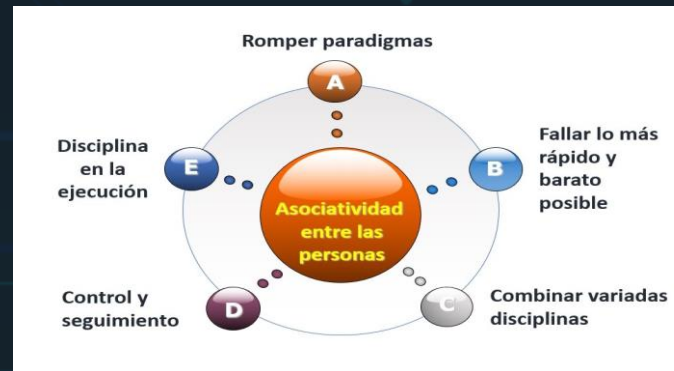 Romper paradigmas
A
Fallar lo más
rápido y
barato
posible
B
Combinar variadas
disciplinas
C
Control y
seguimiento
D
Disciplina
en la
ejecución
E
Asociatividad
entre las
personas